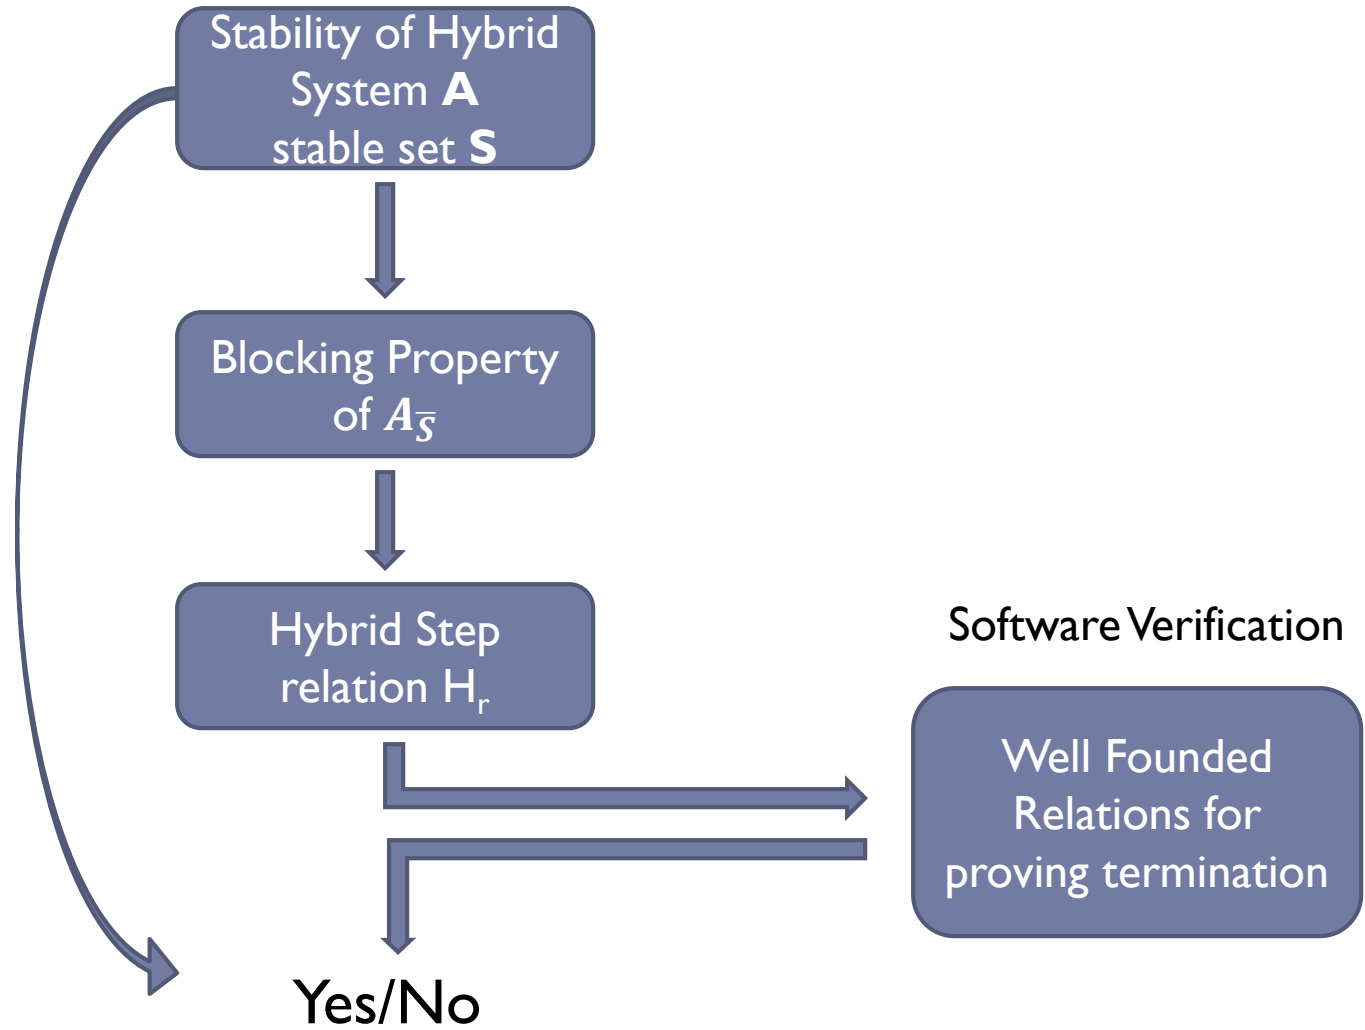 Stability of Hybrid
System A
stable set S
Blocking Property
of A_S̅
Hybrid Step
relation H_r
Software Verification
Well Founded
Relations for
proving termination
Yes/No